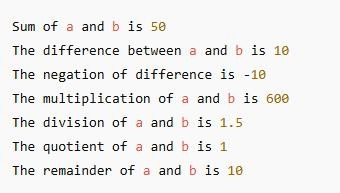 Sum of a and b is 50
The difference between a and b is 10
The negation of difference is -10
The multiplication of a and b is 600
The division of a and b is 1.5
The quotient of a and b is 1
The remainder of a and b is 10